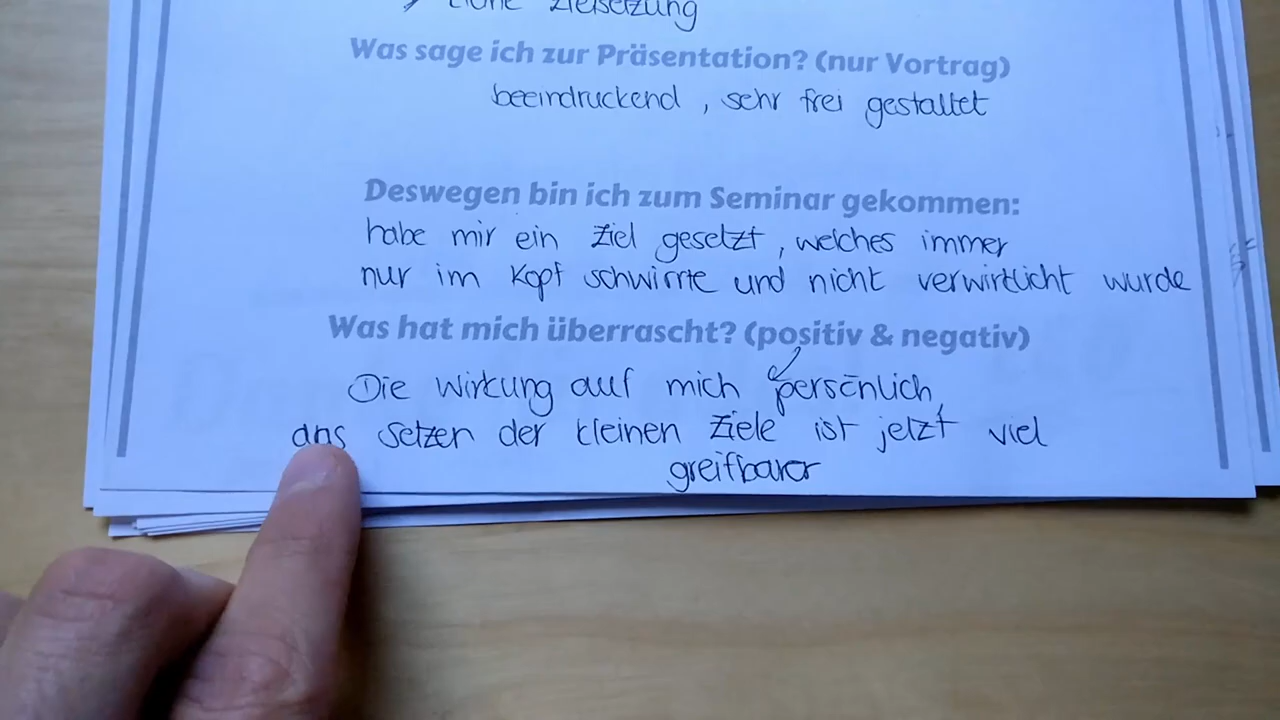 Zielsetzung
Was sage ich zur Präsentation? (nur Vortrag)
beeindruckend, sehr frei gestaltet
Deswegen bin ich zum Seminar gekommen:
habe mir ein Ziel gesetzt, welches immer
nur im Kopf schwirrte und nicht verwirklicht wurde
Was hat mich überrascht? (positiv & negativ)
Die Wirkung auf mich persönlich,
das Setzen der kleinen Ziele ist jetzt viel
greifbarer